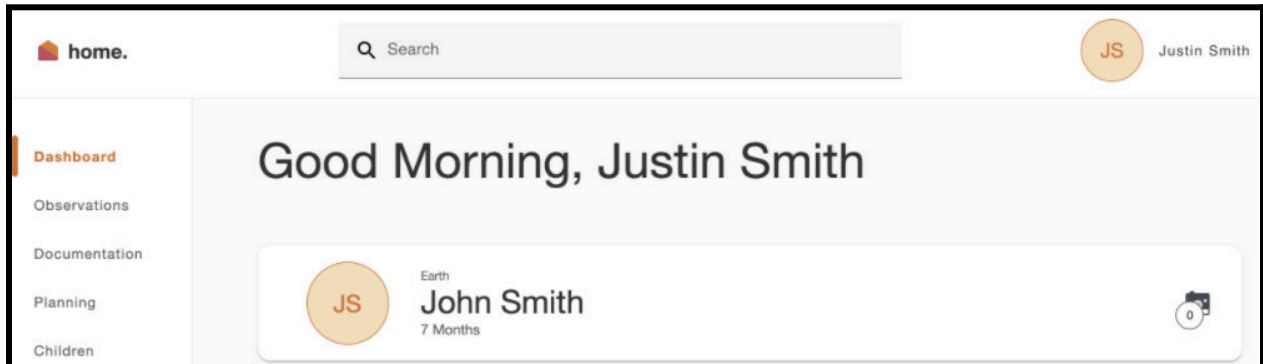 home.
Search
JS
Justin Smith
Dashboard
Observations
Documentation
Planning
Children
Good Morning, Justin Smith
JS
Earth
John Smith
7 Months
0